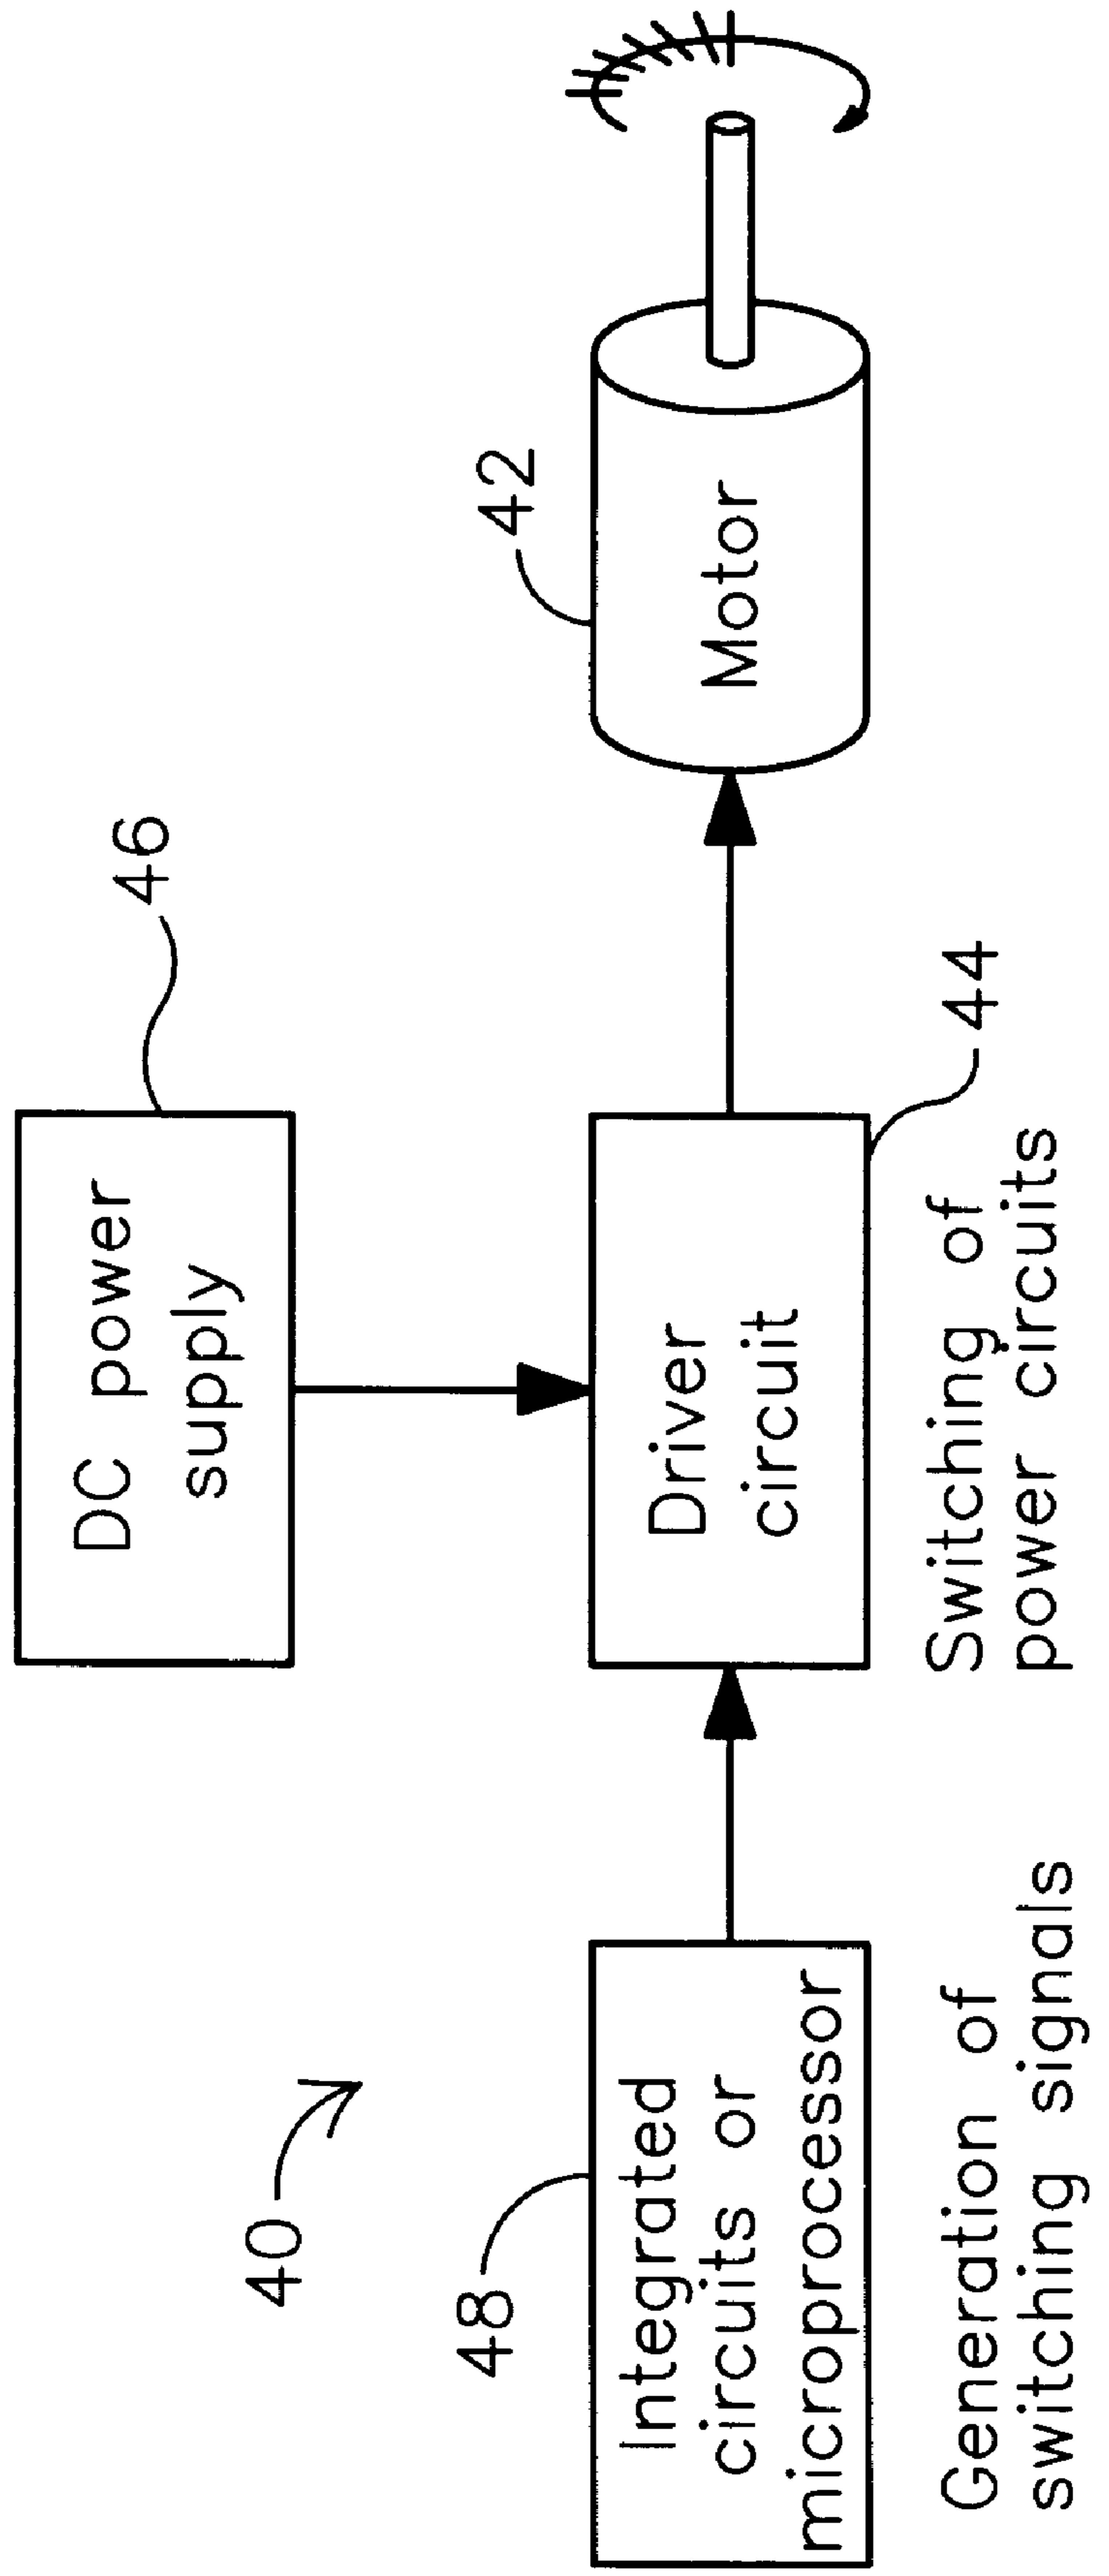 DC power
supply
46
40
48
42
Integrated
circuits or
microprocessor
Driver
circuit
Motor
44
Generation of
switching signals
Switching of
power circuits